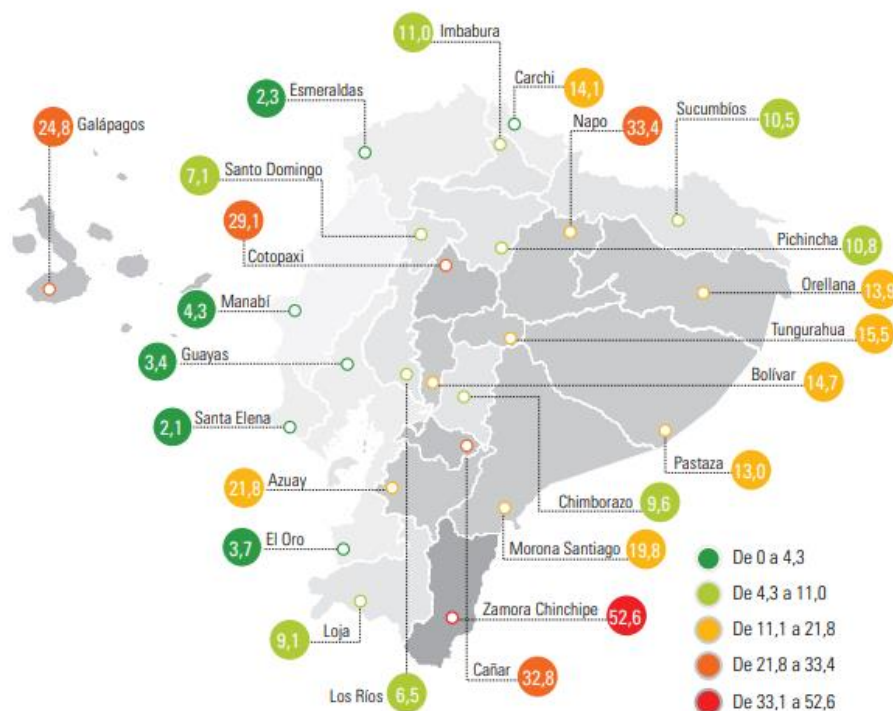 11,0 Imbabura
Carchi 14,1
2,3 Esmeraldas
Napo 33,4
Sucumbíos 10,5
24,8 Galápagos
7,1 Santo Domingo
29,1
Cotopaxi
Pichincha 10,8
Orellana 13,9
4,3 Manabí
Tungurahua 15,5
3,4 Guayas
Bolívar 14,7
2,1 Santa Elena
Pastaza 13,0
21,8 Azuay
Chimborazo 9,6
3,7 El Oro
Morona Santiago 19,8
Zamora Chinchipe 52,6
9,1 Loja
Cañar 32,8
Los Ríos 6,5
De 0 a 4,3
De 4,3 a 11,0
De 11,1 a 21,8
De 21,8 a 33,4
De 33,1 a 52,6